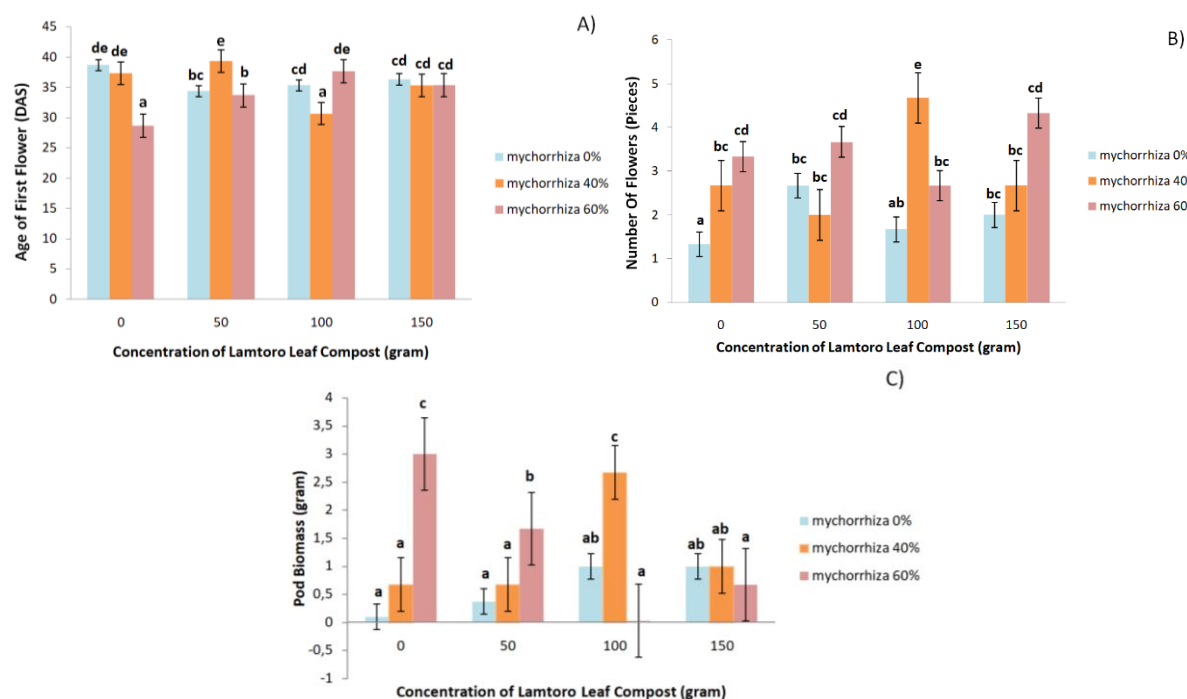 A)
45
40
35
30
25
20
15
10
5
0
Age of First Flower (DAS)
de de a
bc e b
cd a de
cd cd cd
0 50 100 150
Concentration of Lamtoro Leaf Compost (gram)
mychorrhiza 0%
mychorrhiza 40%
mychorrhiza 60%
B)
6
5
4
3
2
1
0
Number Of Flowers (Pieces)
a bc cd
bc bc cd
ab e bc
bc bc cd
0 50 100 150
Concentration of Lamtoro Leaf Compost (gram)
mychorrhiza 0%
mychorrhiza 40
mychorrhiza 60
C)
4
3,5
3
2,5
2
1,5
1
0,5
0
-0,5
-1
Pod Biomass (gram)
a a c
a a b
ab c a
ab ab a
0 50 100 150
Concentration of Lamtoro Leaf Compost (gram)
mychorrhiza 0%
mychorrhiza 40%
mychorrhiza 60%